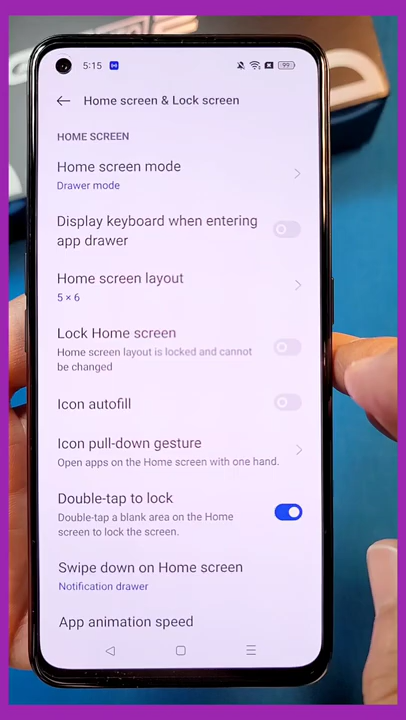 5:15
99
Home screen & Lock screen
HOME SCREEN
Home screen mode
Drawer mode
Display keyboard when entering
app drawer
Home screen layout
5 × 6
Lock Home screen
Home screen layout is locked and cannot
be changed
Icon autofill
Icon pull-down gesture
Open apps on the Home screen with one hand.
Double-tap to lock
Double-tap a blank area on the Home
screen to lock the screen.
Swipe down on Home screen
Notification drawer
App animation speed